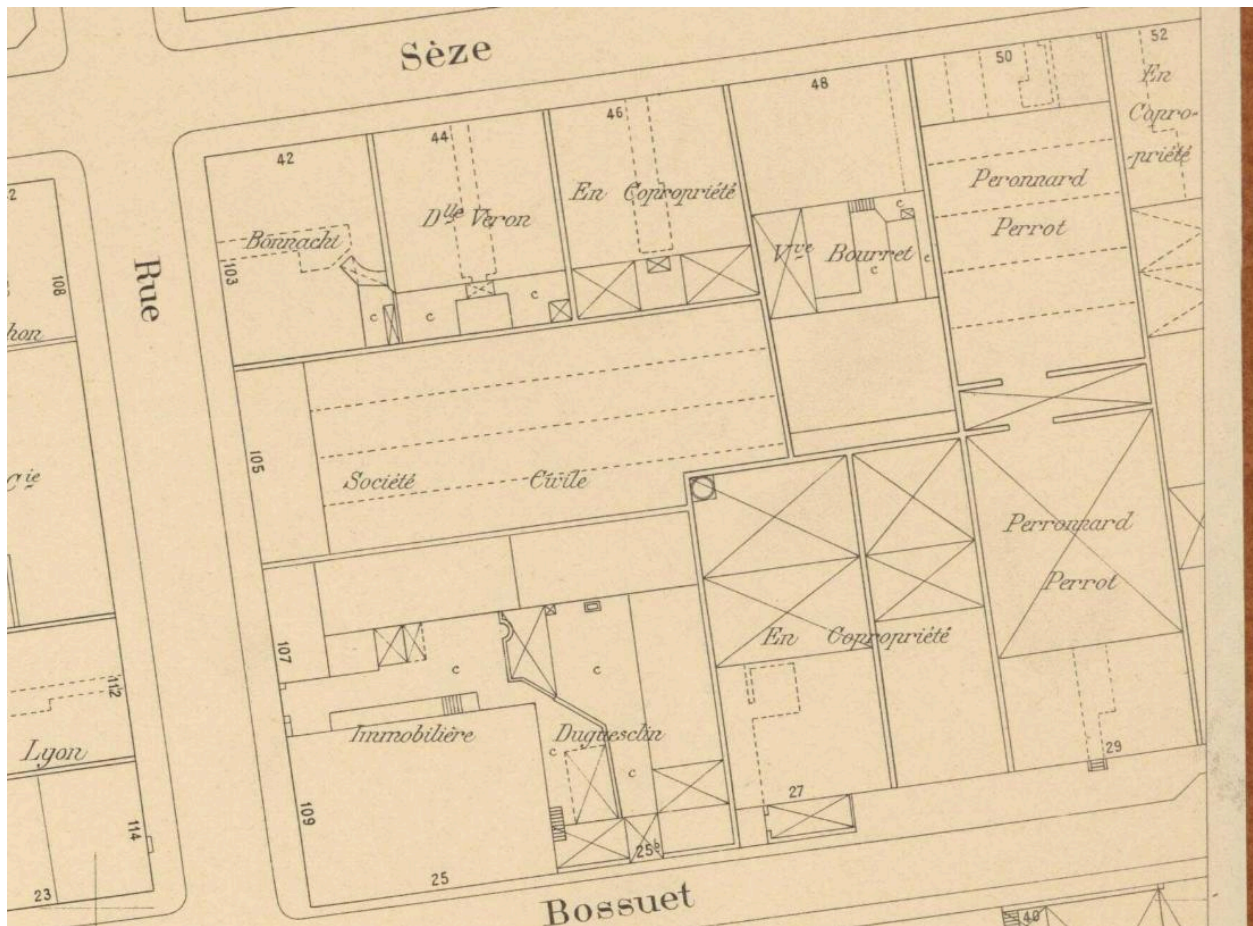 Sèze
52
50
En
48
Copro-
-priété
46
44
42
Peronnard
En Copropriété
Dlle Veron
Perrot
Bonnacht
Vve Bourret
c
c
103
108
Rue
c
c
c
105
Société Civile
Cie
Perronnard
Perrot
107
En Copropriété
c
c
112
Immobilière
Duguesclin
c
c
Lyon
29
27
109
114
25b
25
23
Bossuet
40